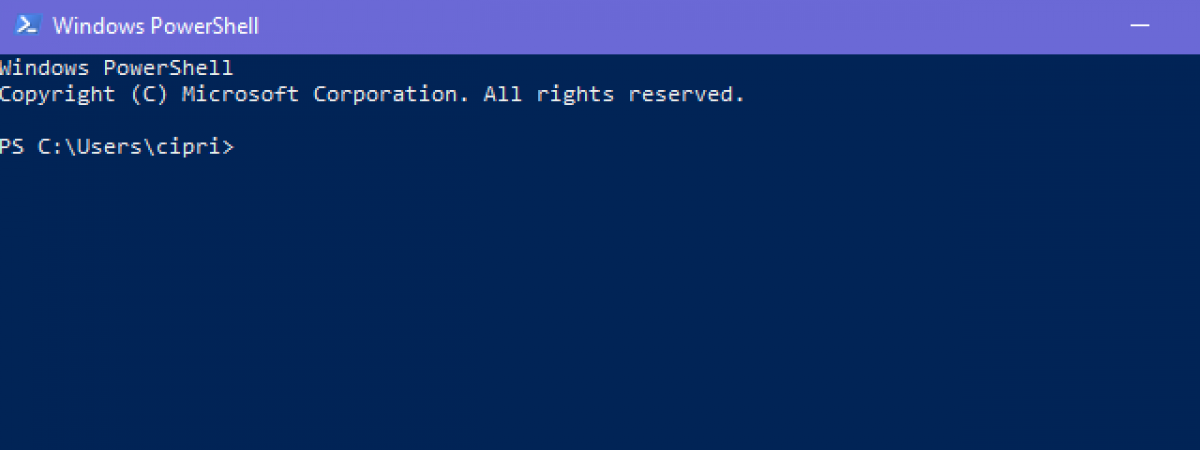 Windows PowerShell
Windows PowerShell
Copyright (C) Microsoft Corporation. All rights reserved.
PS C:\Users\cipri>